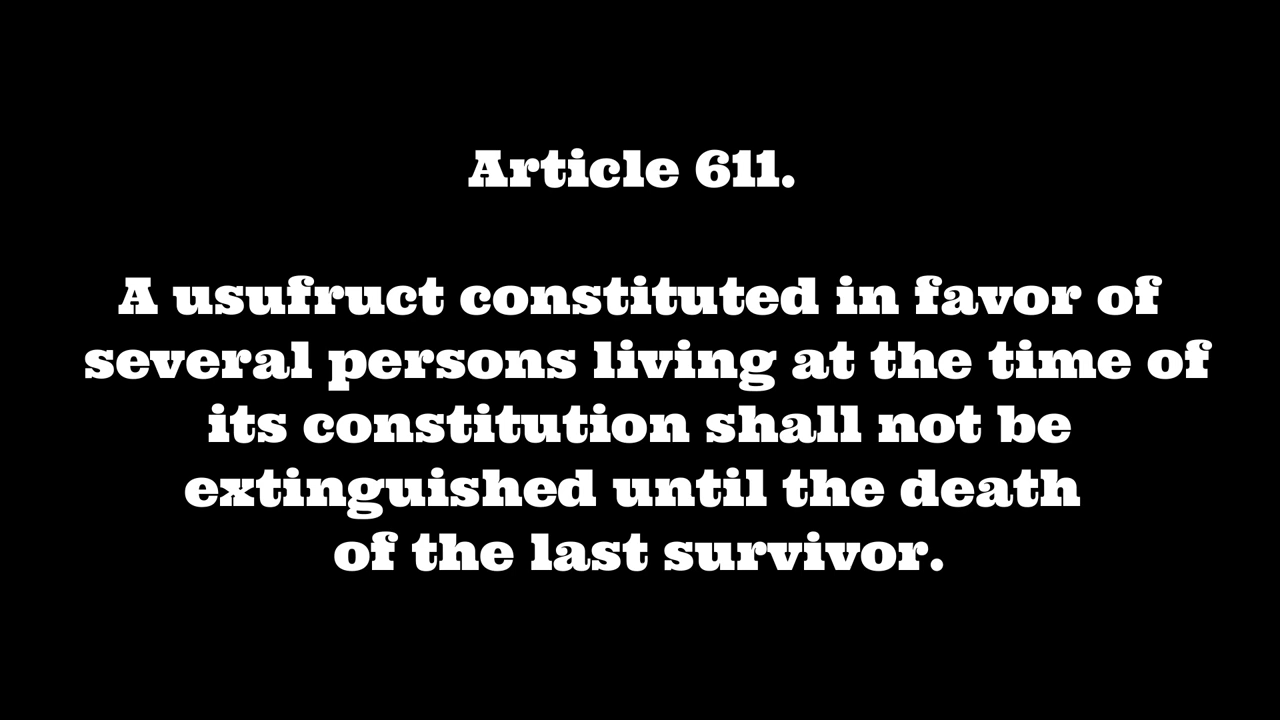 Article 611.
A usufruct constituted in favor of
several persons living at the time of
its constitution shall not be
extinguished until the death
of the last survivor.